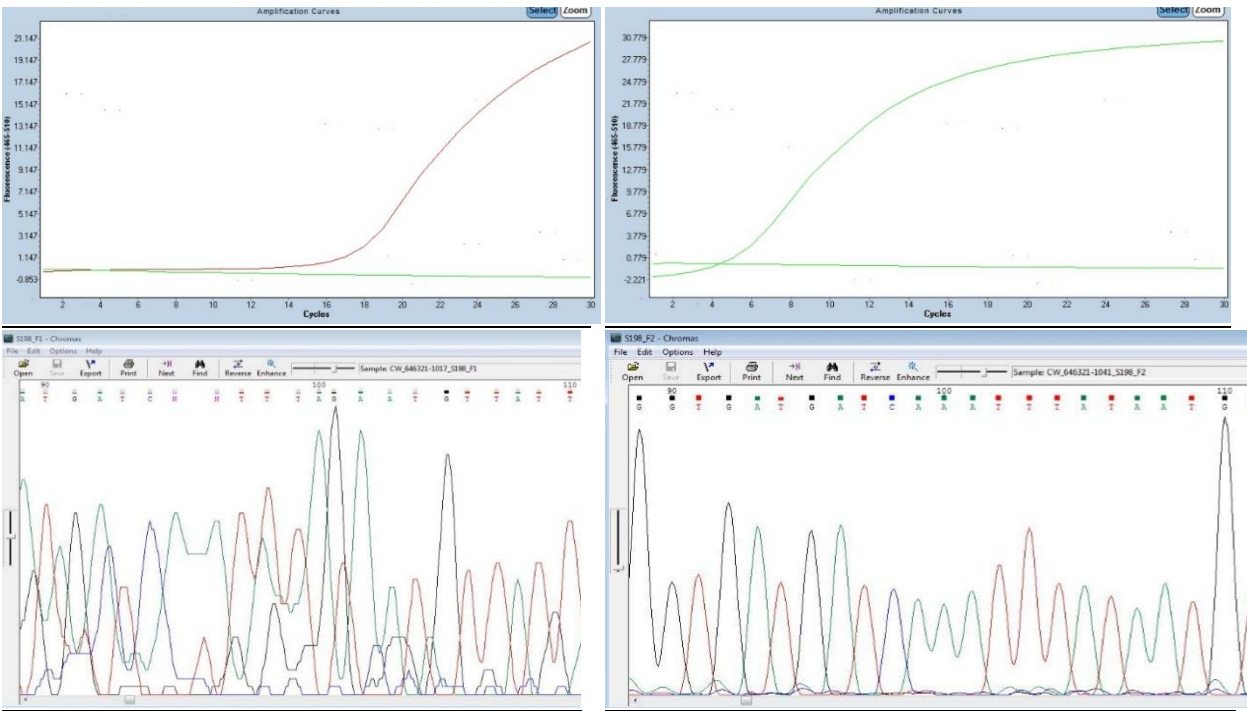 Amplification Curves
Select Zoom
21.147
19.147
17.147
15.147
13.147
11.147
9.147
7.147
5.147
3.147
1.147
-0.853
Fluorescence (465-510)
2 4 6 8 10 12 14 16 18 20 22 24 26 28 30
Cycles
Amplification Curves
Select Zoom
30.779
27.779
24.779
21.779
18.779
15.779
12.779
9.779
6.779
3.779
0.779
-2.221
Fluorescence (465-510)
2 4 6 8 10 12 14 16 18 20 22 24 26 28 30
Cycles
S198_F1 - Chromas
File Edit Options Help
Open Save Export Print Next Find Reverse Enhance Sample: CW_646321-1017_S198_F1
90 100 110
A T G A T C H H T T T A G A A T G T T A T T
S198_F2 - Chromas
File Edit Options Help
Open Save Export Print Next Find Reverse Enhance Sample: CW_646321-1041_S198_F2
90 100 110
G G T G A T G A T C A A A T T T A T A A T G